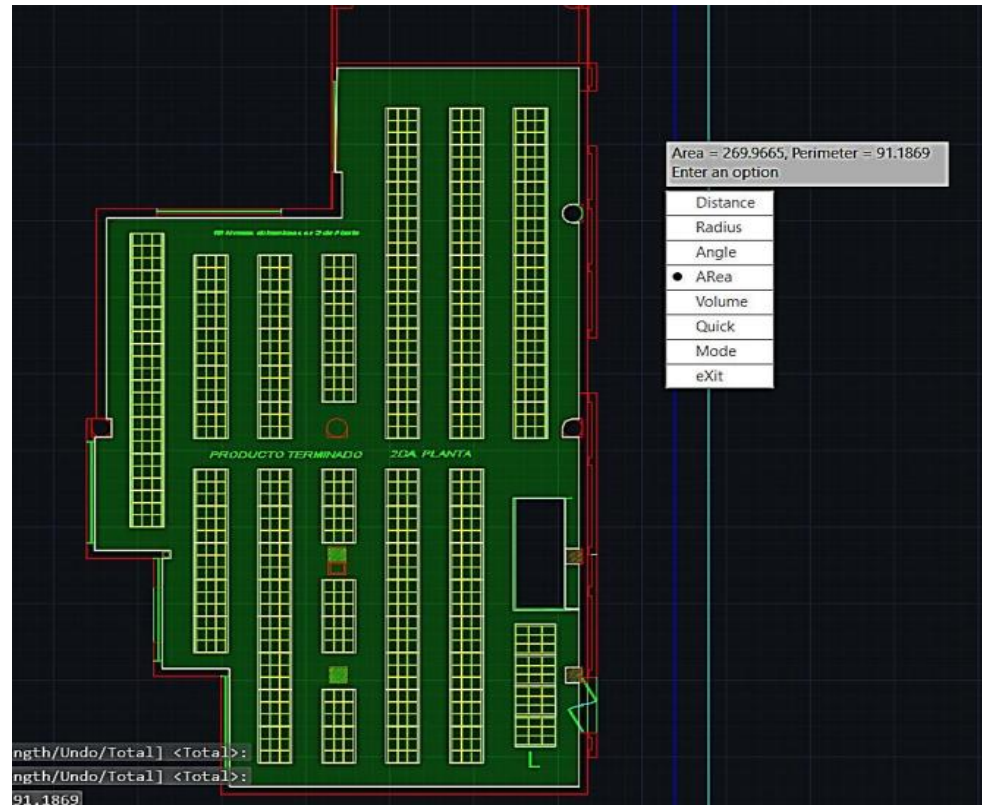 Area = 269.9665, Perimeter = 91.1869
Enter an option
Distance
Radius
Angle
ARea
Volume
Quick
Mode
eXit
PRODUCTO TERMINADO 2DA. PLANTA
L
ngth/Undo/Total] <Total>:
ngth/Undo/Total] <Total>:
91.1869